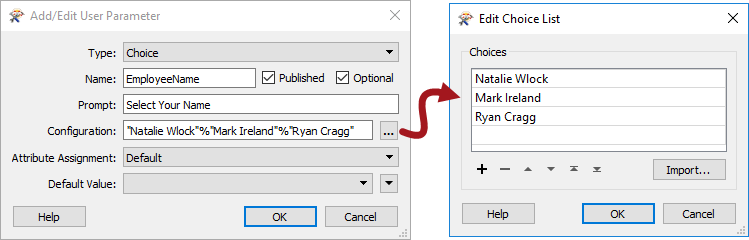 Add/Edit User Parameter
Type: Choice
Name: EmployeeName Published Optional
Prompt: Select Your Name
Configuration: "Natalie Wlock"%"Mark Ireland"%"Ryan Cragg" ...
Attribute Assignment: Default
Default Value:
Help OK Cancel
Edit Choice List
Choices
Natalie Wlock
Mark Ireland
Ryan Cragg
Import...
Help OK Cancel